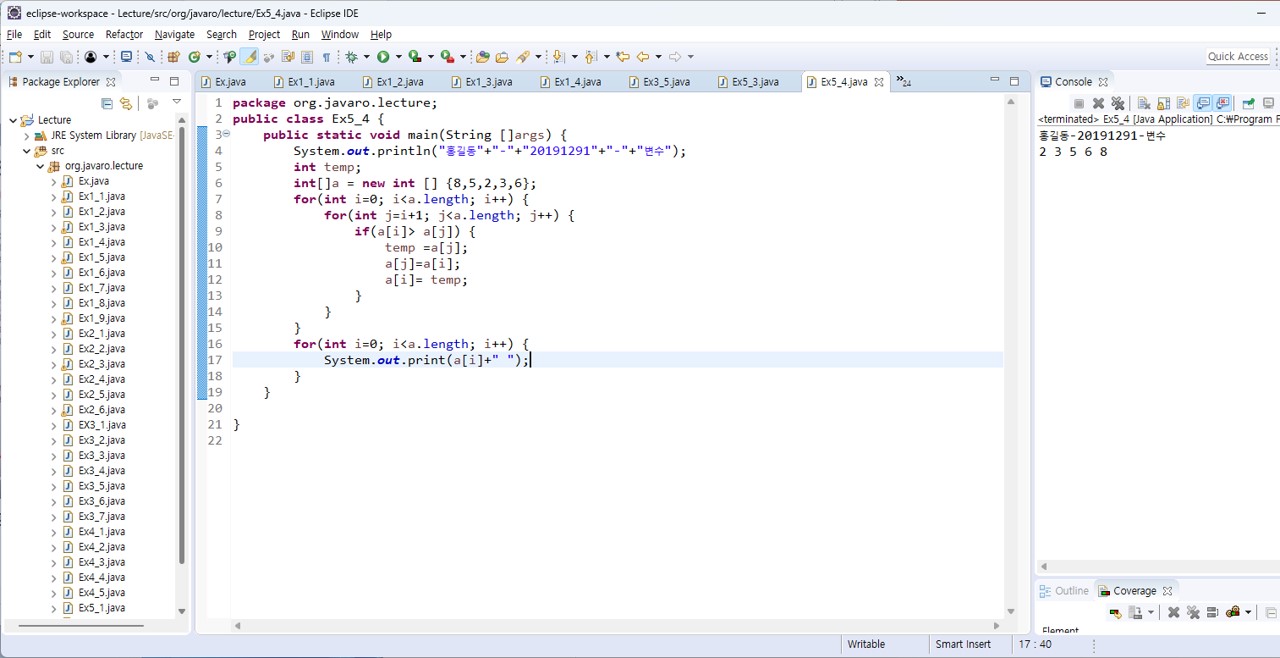 eclipse-workspace - Lecture/src/org/javaro/lecture/Ex5_4.java - Eclipse IDE
File Edit Source Refactor Navigate Search Project Run Window Help
Quick Access
Package Explorer
Lecture
JRE System Library [JavaSE-
src
org.javaro.lecture
Ex.java
Ex1_1.java
Ex1_2.java
Ex1_3.java
Ex1_4.java
Ex1_5.java
Ex1_6.java
Ex1_7.java
Ex1_8.java
Ex1_9.java
Ex2_1.java
Ex2_2.java
Ex2_3.java
Ex2_4.java
Ex2_5.java
Ex2_6.java
EX3_1.java
Ex3_2.java
Ex3_3.java
Ex3_4.java
Ex3_5.java
Ex3_6.java
Ex3_7.java
Ex4_1.java
Ex4_2.java
Ex4_3.java
Ex4_4.java
Ex4_5.java
Ex5_1.java
Ex.java Ex1_1.java Ex1_2.java Ex1_3.java Ex1_4.java Ex3_5.java Ex5_3.java Ex5_4.java »24
1 package org.javaro.lecture;
2 public class Ex5_4 {
3 public static void main(String []args) {
4 System.out.println("홍길동"+"-"+"20191291"+"-"+"변수");
5 int temp;
6 int[]a = new int [] {8,5,2,3,6};
7 for(int i=0; i<a.length; i++) {
8 for(int j=i+1; j<a.length; j++) {
9 if(a[i]> a[j]) {
10 temp =a[j];
11 a[j]=a[i];
12 a[i]= temp;
13 }
14 }
15 }
16 for(int i=0; i<a.length; i++) {
17 System.out.print(a[i]+" ");
18 }
19 }
20
21 }
22
Console
<terminated> Ex5_4 [Java Application] C:₩Program F
홍길동-20191291-변수
2 3 5 6 8
Outline Coverage
Element
Writable Smart Insert 17 : 40